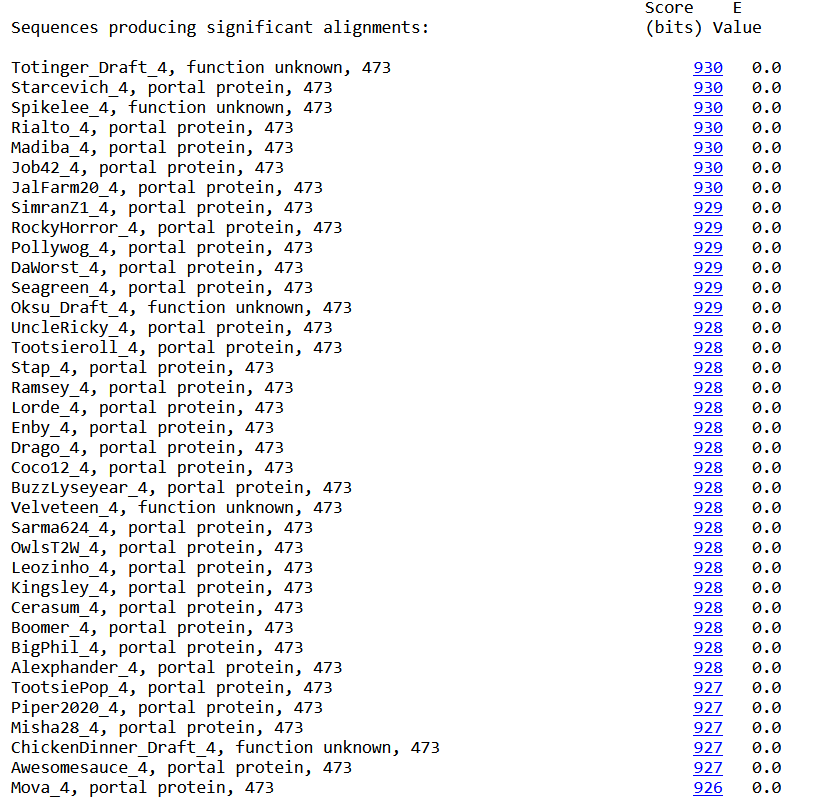 Score E
Sequences producing significant alignments: (bits) Value
Totinger_Draft_4, function unknown, 473 930 0.0
Starcevich_4, portal protein, 473 930 0.0
Spikelee_4, function unknown, 473 930 0.0
Rialto_4, portal protein, 473 930 0.0
Madiba_4, portal protein, 473 930 0.0
Job42_4, portal protein, 473 930 0.0
JalFarm20_4, portal protein, 473 930 0.0
SimranZ1_4, portal protein, 473 929 0.0
RockyHorror_4, portal protein, 473 929 0.0
Pollywog_4, portal protein, 473 929 0.0
DaWorst_4, portal protein, 473 929 0.0
Seagreen_4, portal protein, 473 929 0.0
Oksu_Draft_4, function unknown, 473 929 0.0
UncleRicky_4, portal protein, 473 928 0.0
Tootsieroll_4, portal protein, 473 928 0.0
Stap_4, portal protein, 473 928 0.0
Ramsey_4, portal protein, 473 928 0.0
Lorde_4, portal protein, 473 928 0.0
Enby_4, portal protein, 473 928 0.0
Drago_4, portal protein, 473 928 0.0
Coco12_4, portal protein, 473 928 0.0
BuzzLyseyear_4, portal protein, 473 928 0.0
Velveteen_4, function unknown, 473 928 0.0
Sarma624_4, portal protein, 473 928 0.0
OwlsT2W_4, portal protein, 473 928 0.0
Leozinho_4, portal protein, 473 928 0.0
Kingsley_4, portal protein, 473 928 0.0
Cerasum_4, portal protein, 473 928 0.0
Boomer_4, portal protein, 473 928 0.0
BigPhil_4, portal protein, 473 928 0.0
Alexphander_4, portal protein, 473 928 0.0
TootsiePop_4, portal protein, 473 927 0.0
Piper2020_4, portal protein, 473 927 0.0
Misha28_4, portal protein, 473 927 0.0
ChickenDinner_Draft_4, function unknown, 473 927 0.0
Awesomesauce_4, portal protein, 473 927 0.0
Mova_4, portal protein, 473 926 0.0